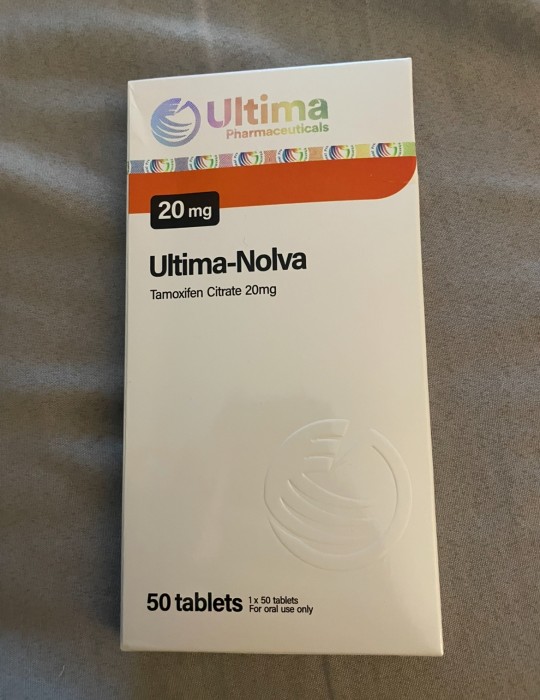 Ultima
Pharmaceuticals
20 mg
Ultima-Nolva
Tamoxifen Citrate 20mg
50 tablets
1 x 50 tablets
For oral use only